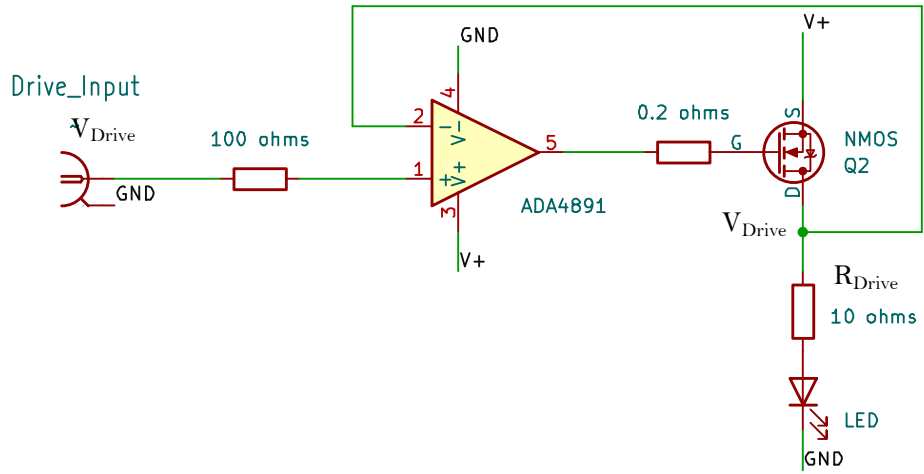 GND
V+
Drive_Input
~
V_Drive
100 ohms
GND
2
4
−
V-
1
+
V+
3
5
ADA4891
V+
0.2 ohms
G
S
D
NMOS
Q2
V_Drive
R_Drive
10 ohms
LED
GND